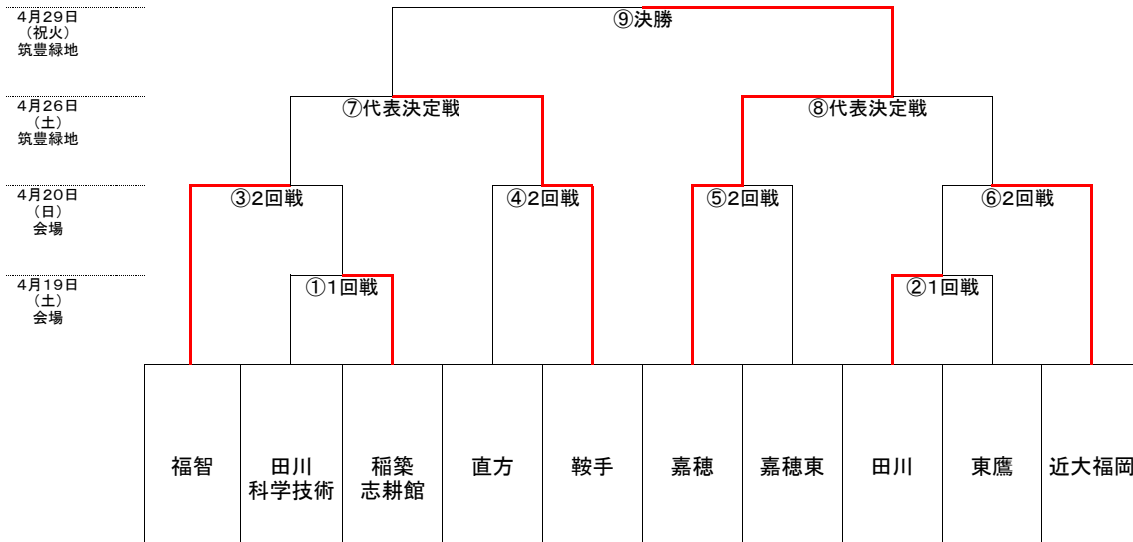 4月29日
(祝火)
筑豊緑地
⑨決勝
4月26日
(土)
筑豊緑地
⑦代表決定戦
⑧代表決定戦
4月20日
(日)
会場
③2回戦
④2回戦
⑤2回戦
⑥2回戦
4月19日
(土)
会場
①1回戦
②1回戦
福智
田川
科学技術
稲築
志耕館
直方
鞍手
嘉穂
嘉穂東
田川
東鷹
近大福岡